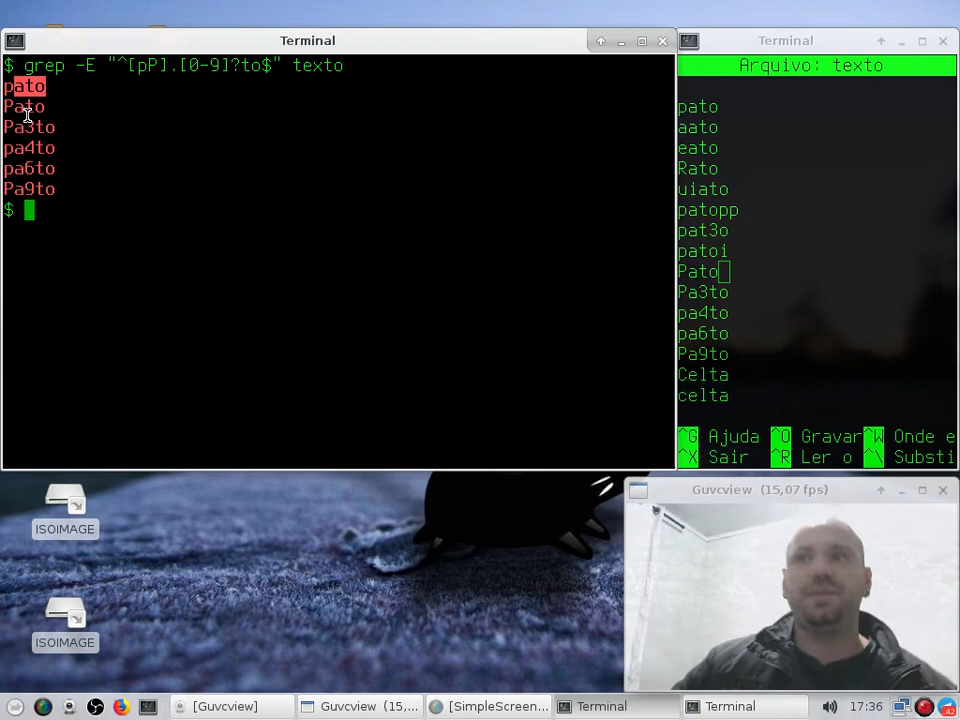 Terminal
$ grep -E "^[pP].[0-9]?to$" texto
pato
Pato
Pa3to
pa4to
pa6to
Pa9to
$
Terminal
Arquivo: texto
pato
aato
eato
Rato
uiato
patopp
pat3o
patoi
Pato
Pa3to
pa4to
pa6to
Pa9to
Celta
celta
^G Ajuda ^O Gravar ^W Onde e
^X Sair ^R Ler o ^\ Substi
ISOIMAGE
ISOIMAGE
Guvcview (15,07 fps)
[Guvcview]
Guvcview (15,...
[SimpleScreen...
Terminal
Terminal
17:36